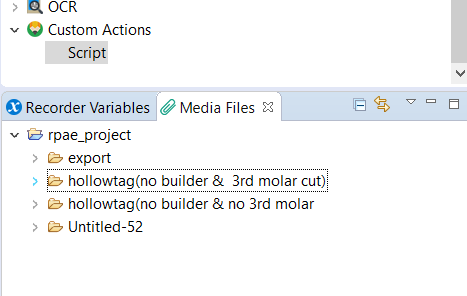 OCR
Custom Actions
Script
Recorder Variables Media Files
rpae_project
export
hollowtag(no builder &  3rd molar cut)
hollowtag(no builder & no 3rd molar
Untitled-52